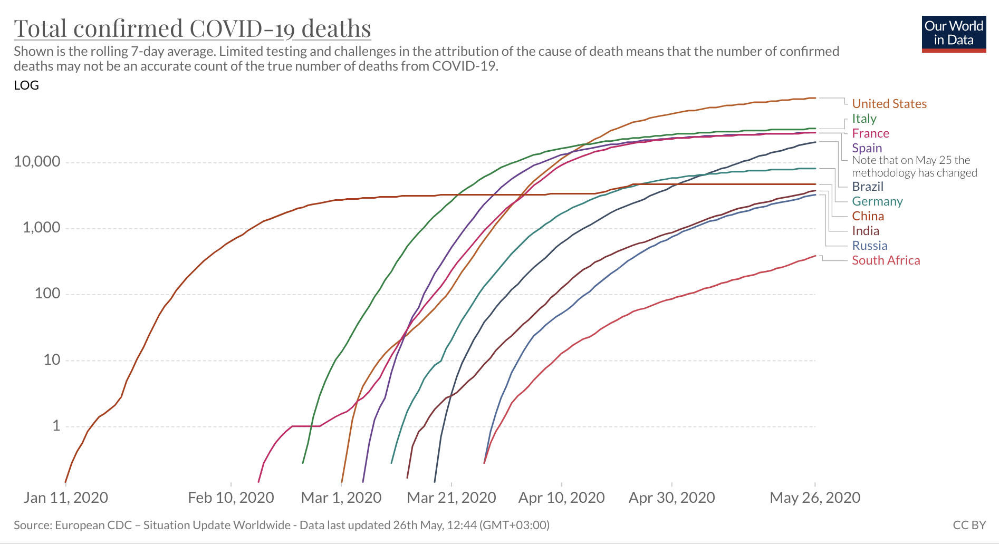 Total confirmed COVID-19 deaths
Our World
in Data
Shown is the rolling 7-day average. Limited testing and challenges in the attribution of the cause of death means that the number of confirmed
deaths may not be an accurate count of the true number of deaths from COVID-19.
LOG
United States
Italy
France
Spain
Note that on May 25 the
methodology has changed
Brazil
Germany
China
India
Russia
South Africa
10,000
1,000
100
10
1
Jan 11, 2020
Feb 10, 2020
Mar 1, 2020
Mar 21, 2020
Apr 10, 2020
Apr 30, 2020
May 26, 2020
Source: European CDC – Situation Update Worldwide - Data last updated 26th May, 12:44 (GMT+03:00)
CC BY